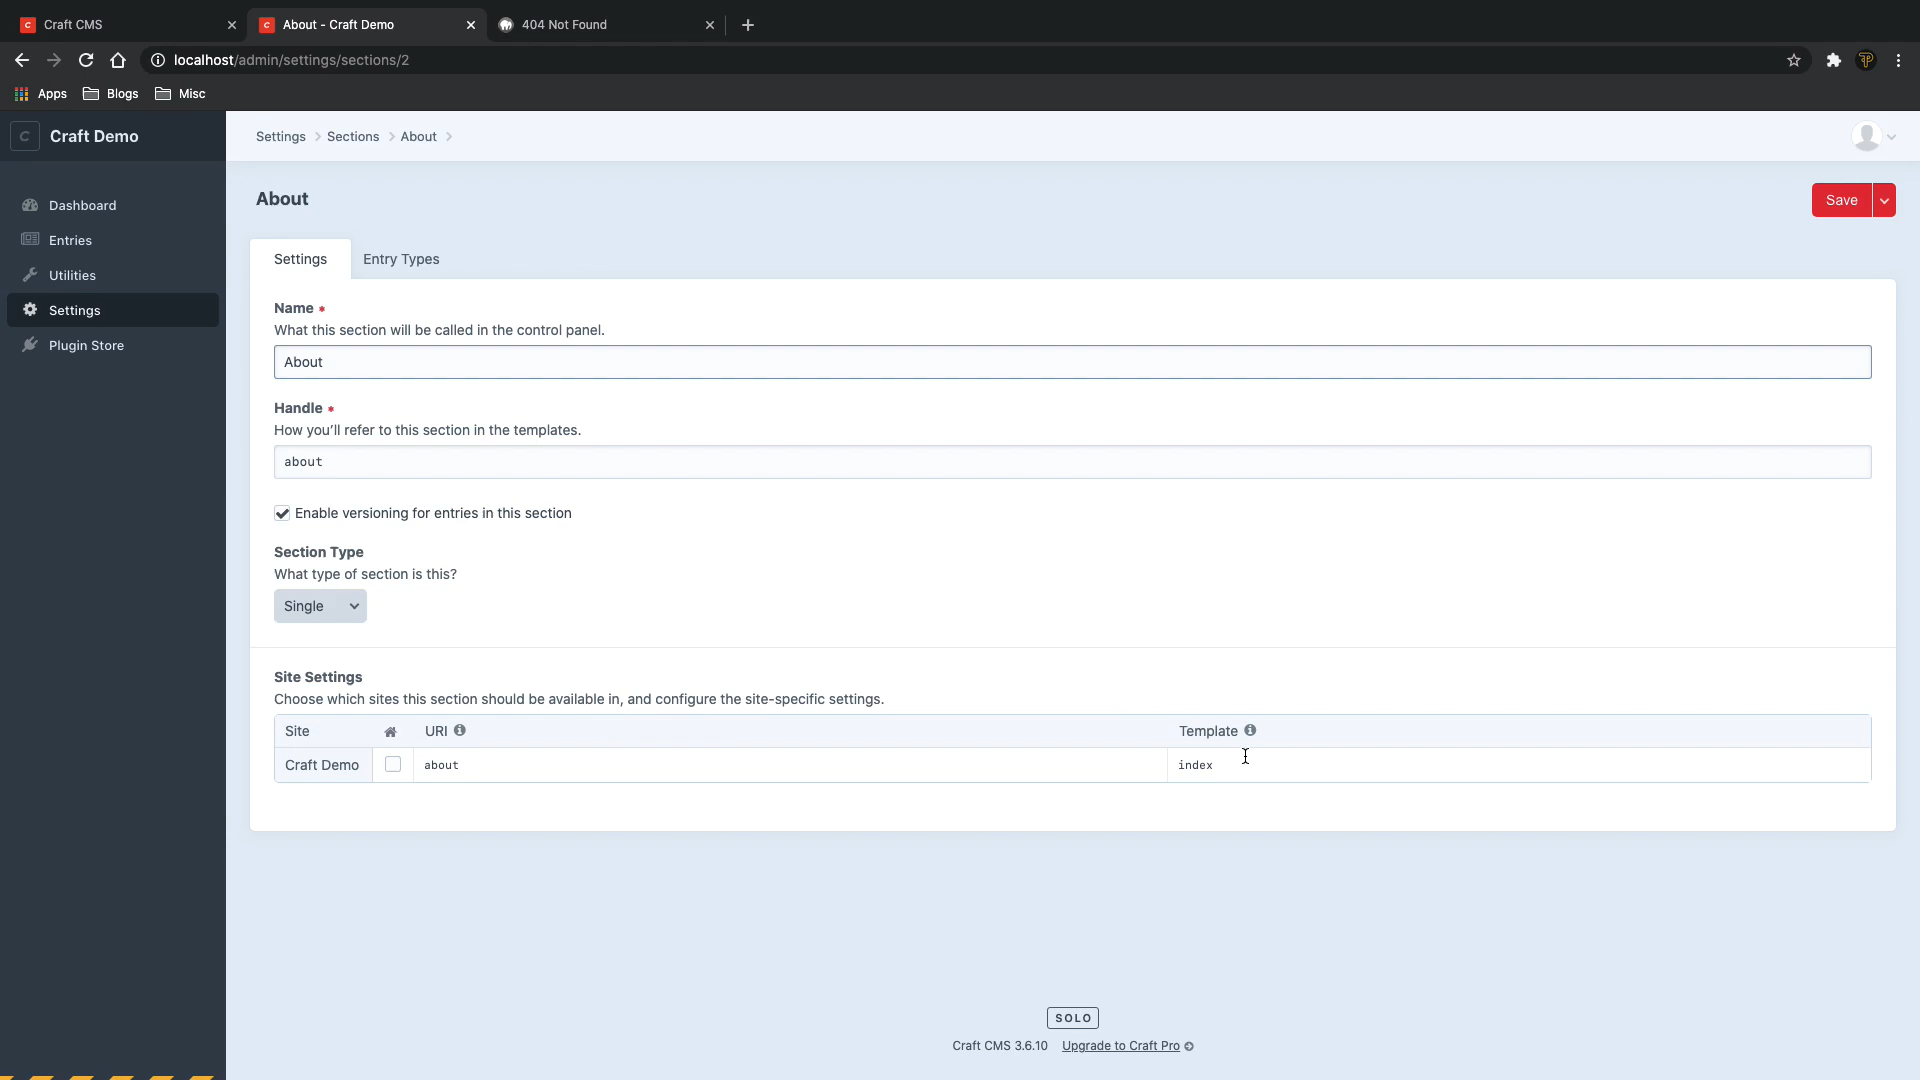 Craft CMS
About - Craft Demo
404 Not Found
localhost/admin/settings/sections/2
Apps
Blogs
Misc
C
Craft Demo
Settings
Sections
About
Dashboard
Entries
Utilities
Settings
Plugin Store
About
Save
Settings
Entry Types
Name *
What this section will be called in the control panel.
About
Handle *
How you’ll refer to this section in the templates.
about
Enable versioning for entries in this section
Section Type
What type of section is this?
Single
Site Settings
Choose which sites this section should be available in, and configure the site-specific settings.
Site URI Template
Craft Demo about index
SOLO
Craft CMS 3.6.10 Upgrade to Craft Pro